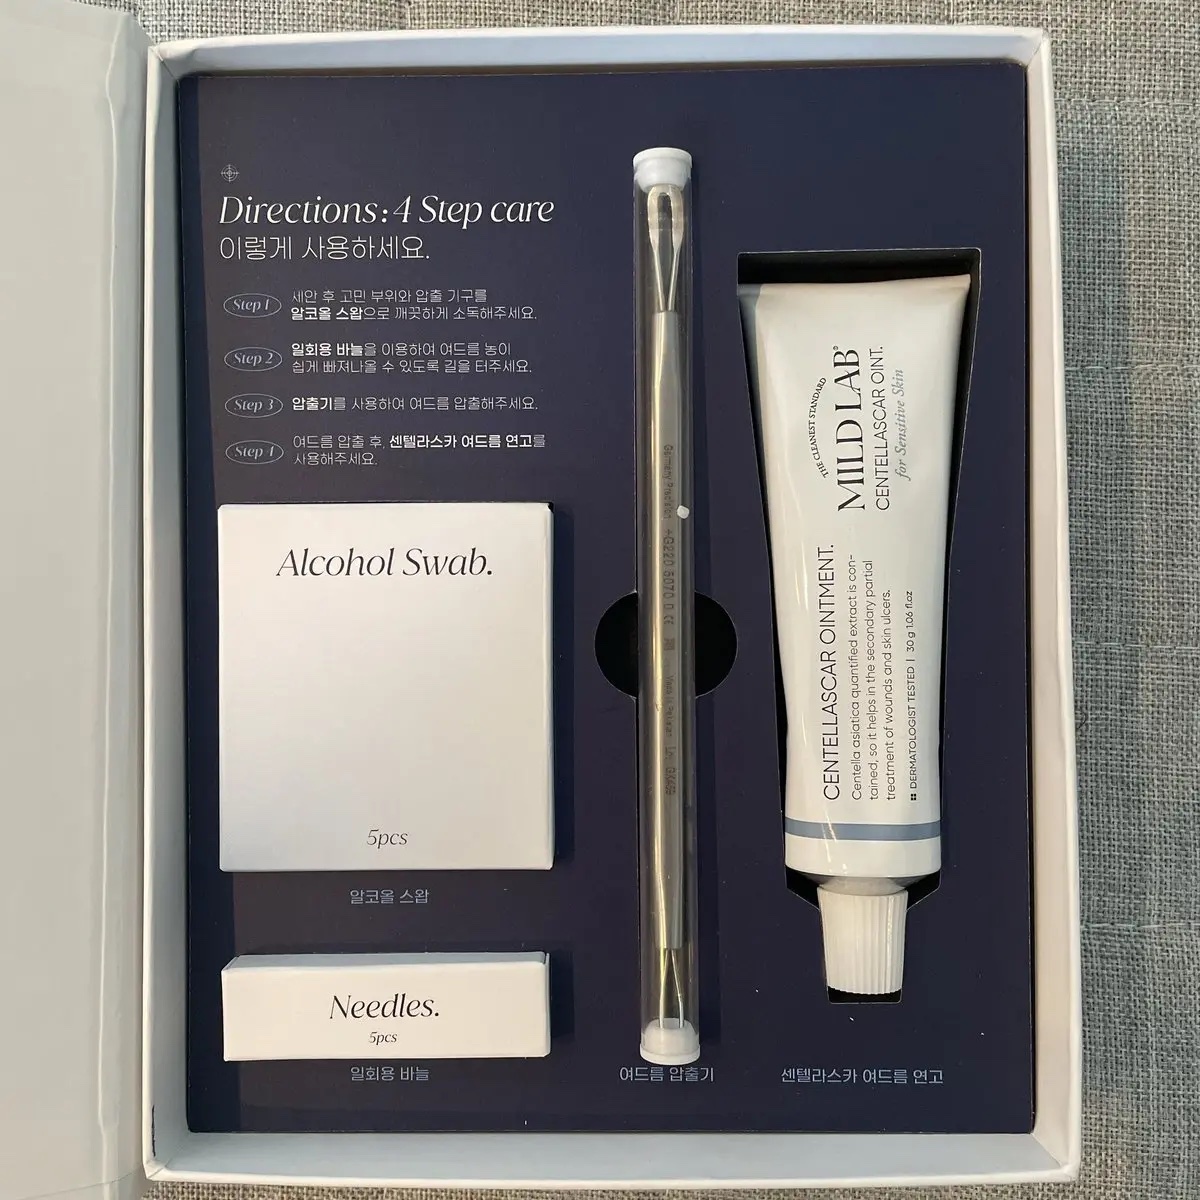 Directions: 4 Step care
이렇게 사용하세요.
Step 1
세안 후 고민 부위와 압출 기구를
알코올 스왑으로 깨끗하게 소독해주세요.
Step 2
일회용 바늘을 이용하여 여드름 농이
쉽게 빠져나올 수 있도록 길을 터주세요.
Step 3
압출기를 사용하여 여드름 압출해주세요.
Step 4
여드름 압출 후, 센텔라스카 여드름 연고를
사용해주세요.
Alcohol Swab.
5pcs
알코올 스왑
Needles.
5pcs
일회용 바늘
Germany
CE
여드름 압출기
THE CLEANEST STANDARD
MILD LAB®
CENTELLASCAR OINT.
for Sensitive Skin
CENTELLASCAR OINTMENT.
Centella asiatica quantified extract is con-
tained, so it helps in the secondary partial
treatment of wounds and skin ulcers.
DERMATOLOGIST TESTED | 30 g 1.06 fl.oz
센텔라스카 여드름 연고